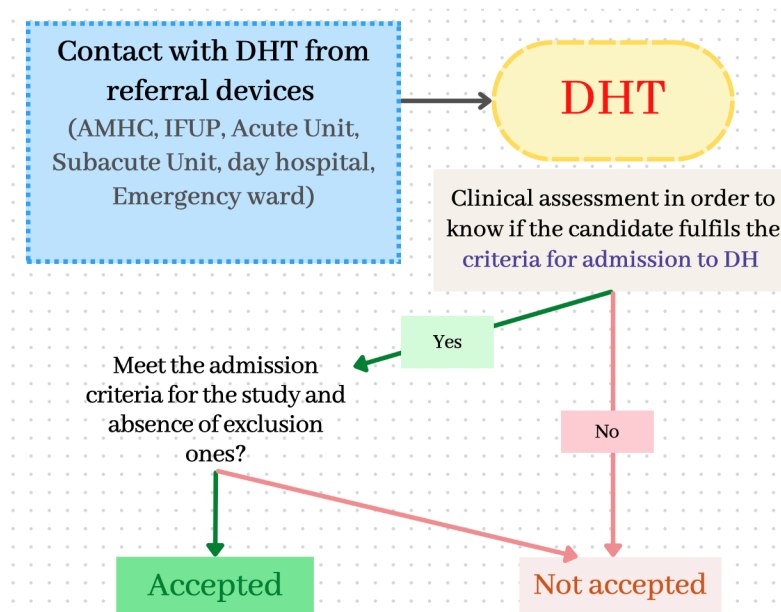 Contact with DHT from
referral devices
(AMHC, IFUP, Acute Unit,
Subacute Unit, day hospital,
Emergency ward)
DHT
Clinical assessment in order to
know if the candidate fulfils the
criteria for admission to DH
Yes
Meet the admission
criteria for the study and
absence of exclusion
ones?
No
Accepted
Not accepted